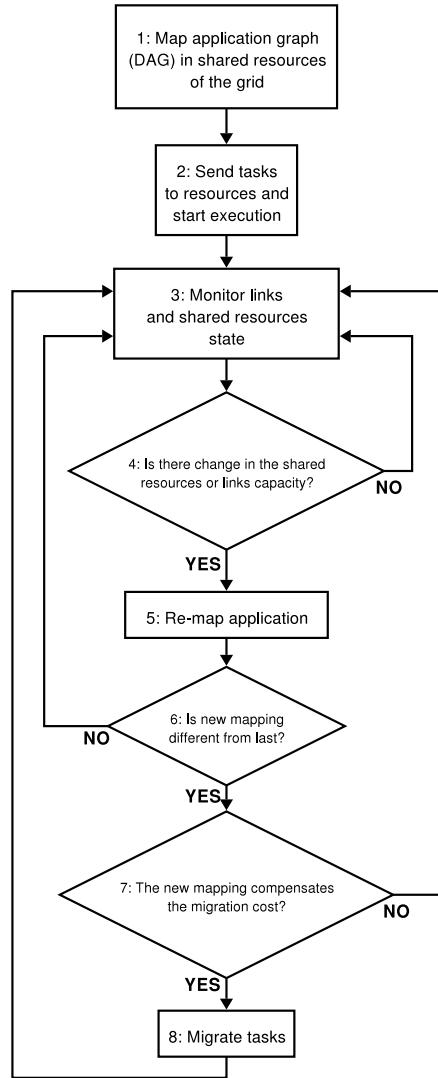 1: Map application graph
(DAG) in shared resources
of the grid
2: Send tasks
to resources and
start execution
3: Monitor links
and shared resources
state
4: Is there change in the shared
resources or links capacity?
NO
YES
5: Re-map application
6: Is new mapping
different from last?
NO
YES
7: The new mapping compensates
the migration cost?
NO
YES
8: Migrate tasks